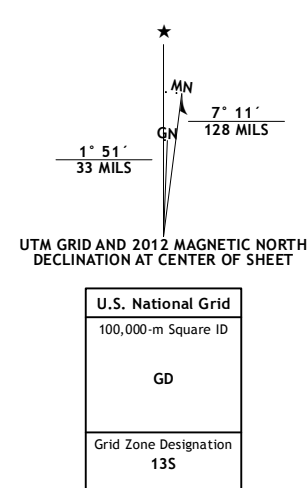 ★
MN
GN
7° 11´
128 MILS
1° 51´
33 MILS
UTM GRID AND 2012 MAGNETIC NORTH
DECLINATION AT CENTER OF SHEET
U.S. National Grid
100,000-m Square ID
GD
Grid Zone Designation
13S